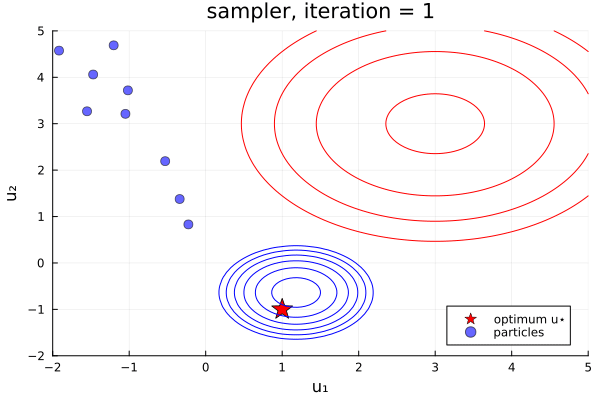 sampler, iteration = 1
5
4
3
2
1
0
−1
−2
u₂
optimum u⋆
particles
−2 −1 0 1 2 3 4 5
u₁